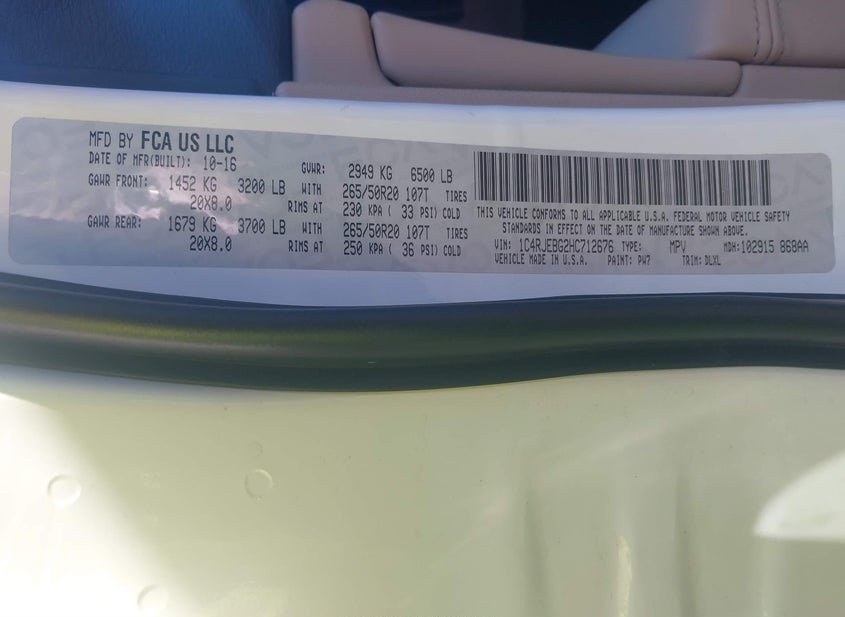 MFD BY FCA US LLC
DATE OF MFR(BUILT): 10-16 GVWR: 2949 KG 6500 LB
GAWR FRONT: 1452 KG 3200 LB WITH 265/50R20 107T TIRES
20X8.0 RIMS AT 230 KPA ( 33 PSI) COLD
GAWR REAR: 1679 KG 3700 LB WITH 265/50R20 107T TIRES
20X8.0 RIMS AT 250 KPA ( 36 PSI) COLD
THIS VEHICLE CONFORMS TO ALL APPLICABLE U.S.A. FEDERAL MOTOR VEHICLE SAFETY
STANDARDS IN EFFECT ON THE DATE OF MANUFACTURE SHOWN ABOVE.
VIN: 1C4RJEBG2HC712676 TYPE: MPV MDH: 102915 868AA
VEHICLE MADE IN U.S.A. PAINT: PW7 TRIM: DLXL